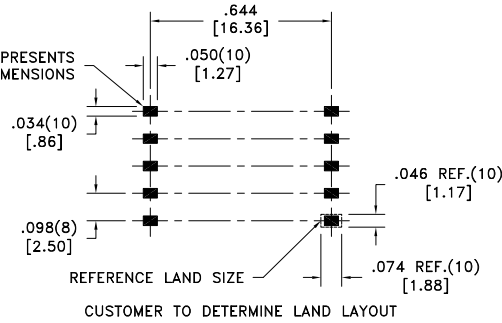 .644
[16.36]
PRESENTS
MENSIONS
.050(10)
[1.27]
.034(10)
[.86]
.046 REF.(10)
[1.17]
.098(8)
[2.50]
REFERENCE LAND SIZE
.074 REF.(10)
[1.88]
CUSTOMER TO DETERMINE LAND LAYOUT